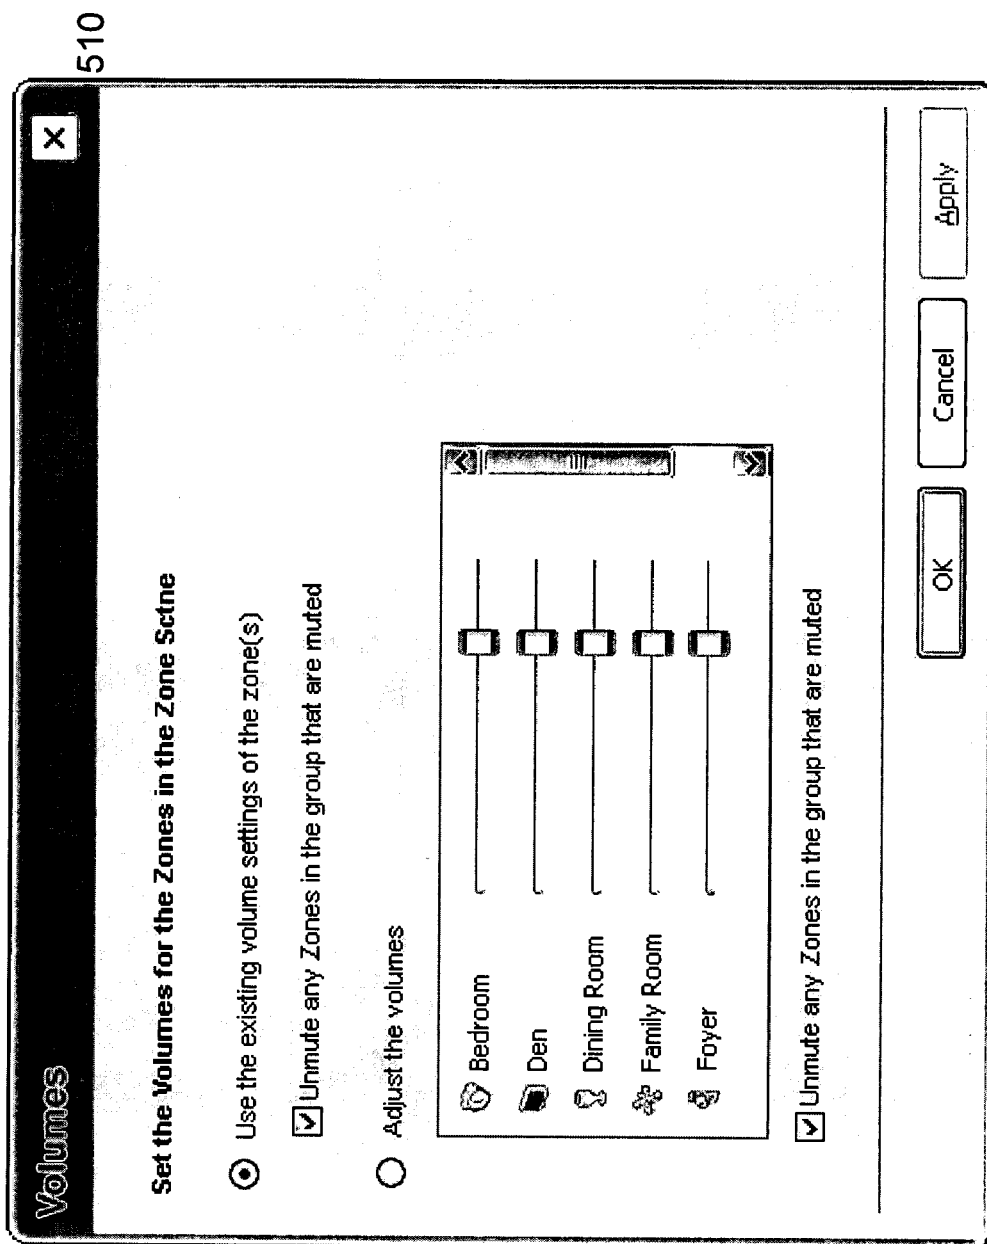 510
Volumes
Set the Volumes for the Zones in the Zone Sctne
Use the existing volume settings of the zone(s)
Unmute any Zones in the group that are muted
Adjust the volumes
Bedroom
Den
Dining Room
Family Room
Foyer
Unmute any Zones in the group that are muted
OK
Cancel
Apply